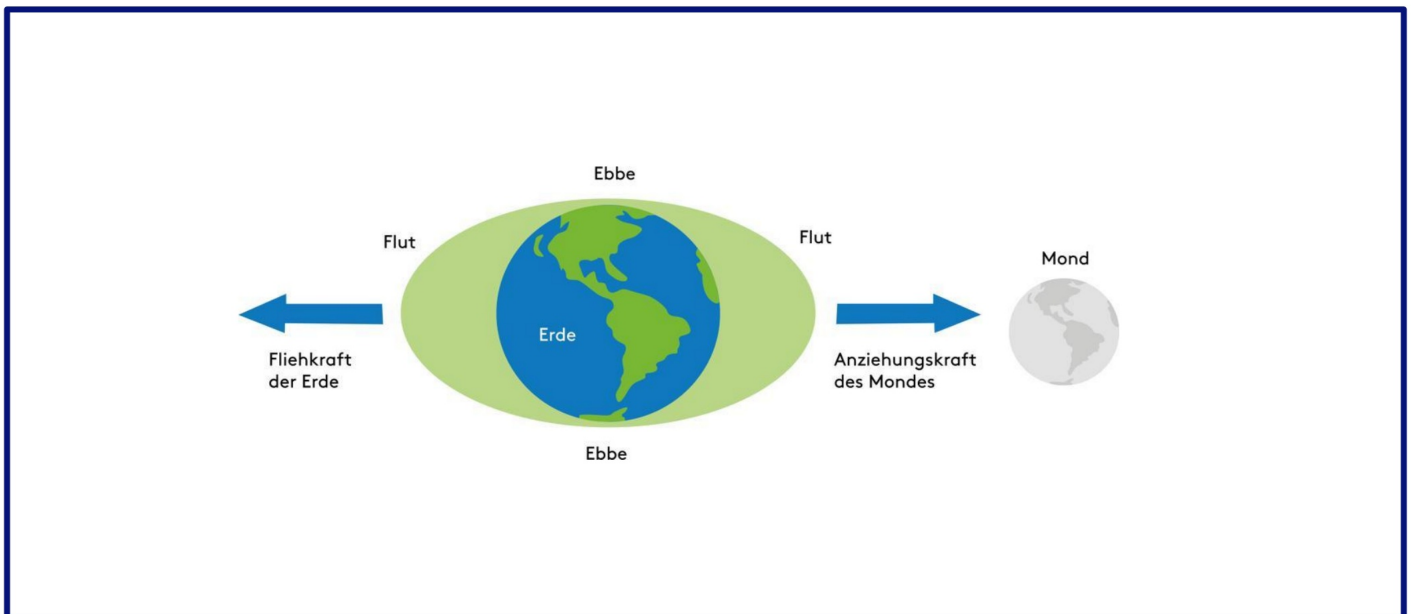 Ebbe
Flut
Flut
Mond
Erde
Fliehkraft
der Erde
Anziehungskraft
des Mondes
Ebbe